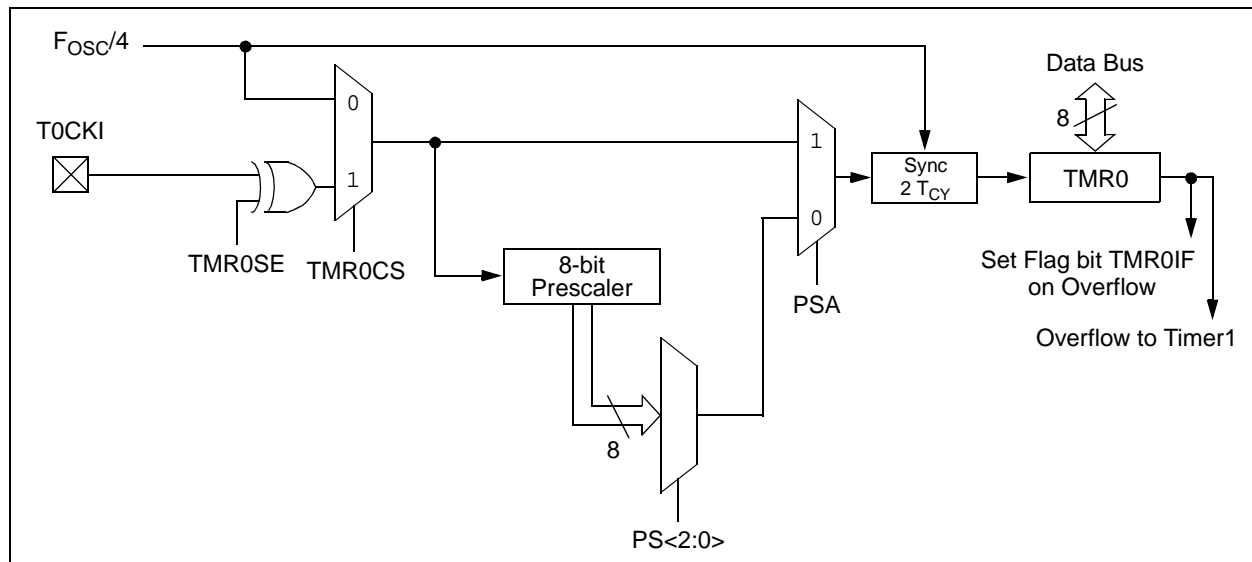 FOSC/4
Data Bus
T0CKI
0
8
1
1
Sync
2 TCY
TMR0
0
TMR0SE
TMR0CS
8-bit
Prescaler
PSA
Set Flag bit TMR0IF
on Overflow
Overflow to Timer1
8
PS<2:0>